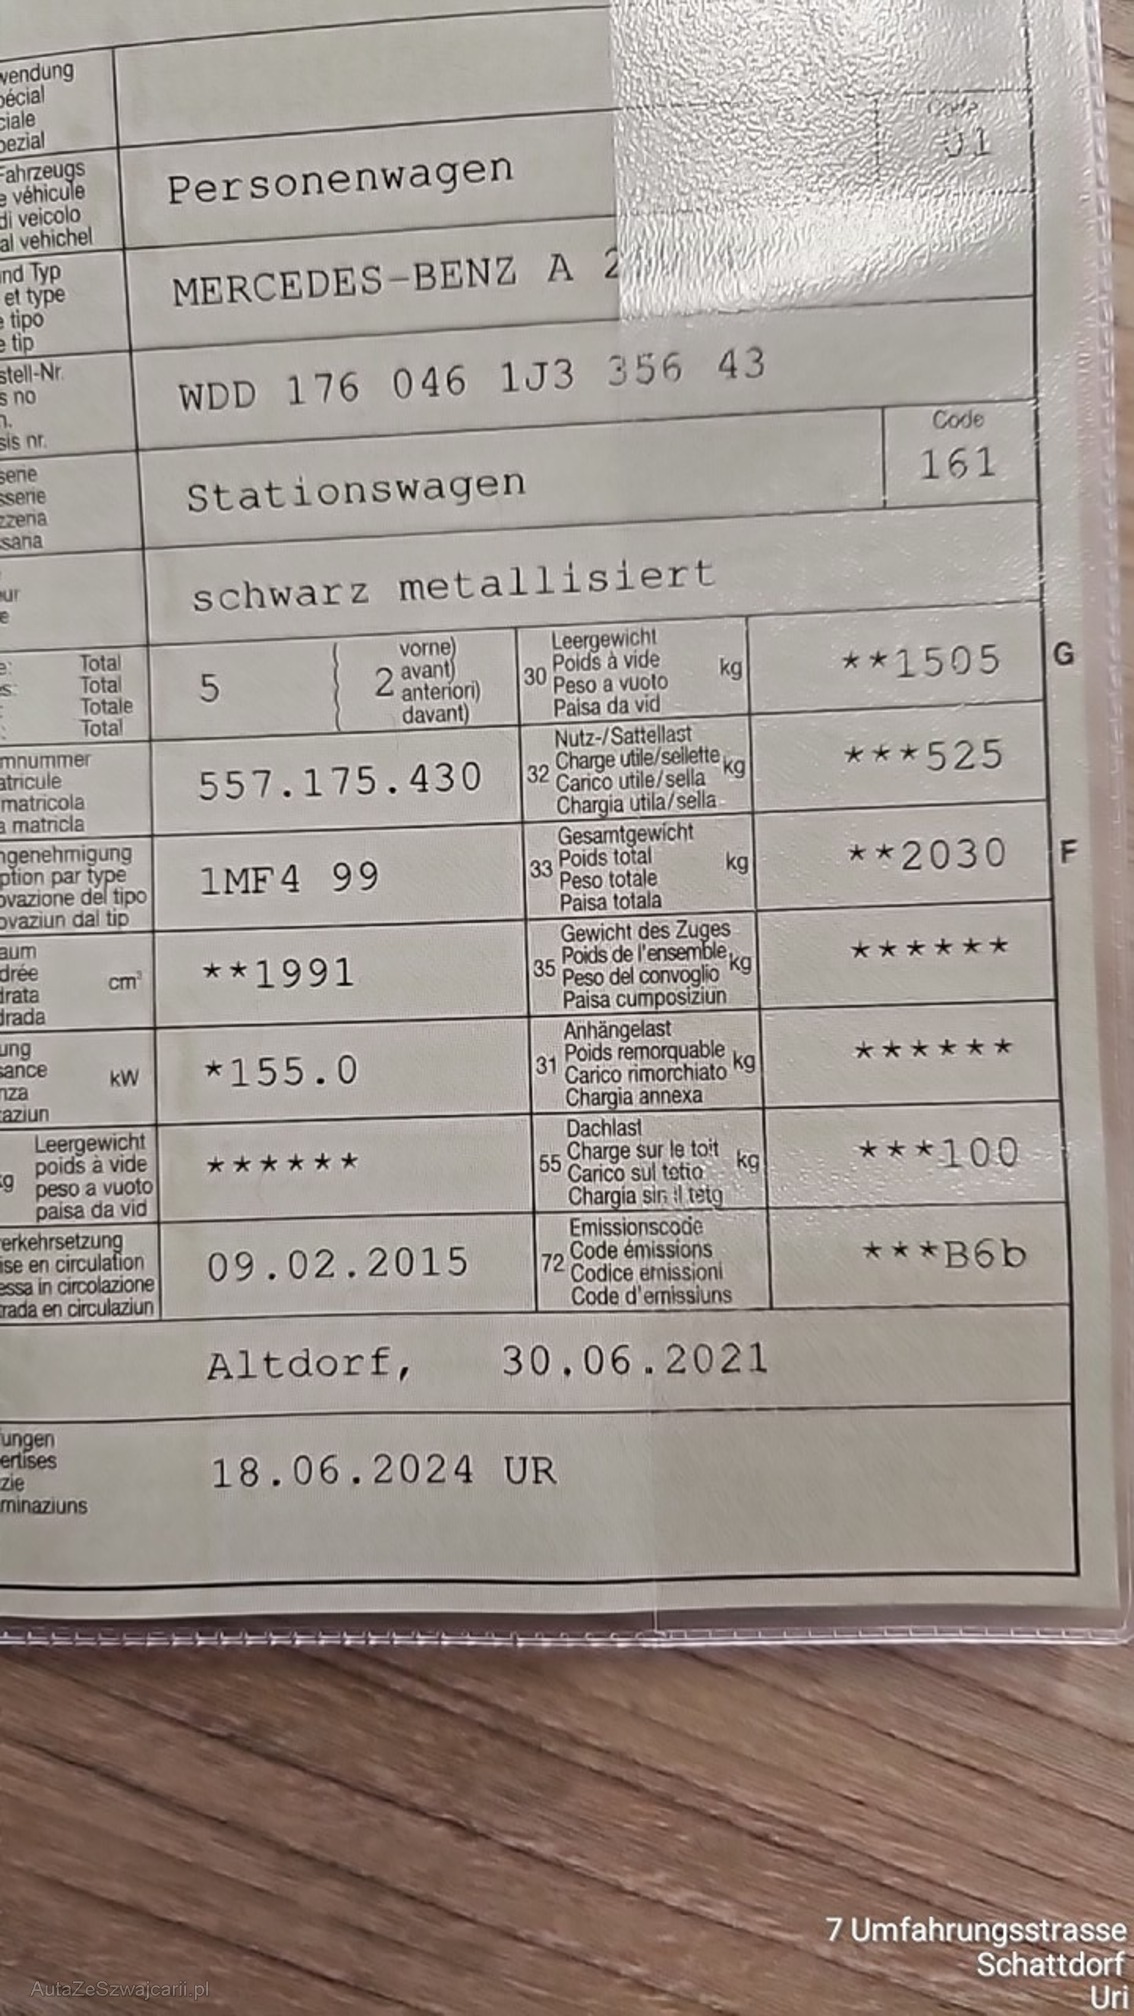 wendung
pécial
ciale
pezial
Code
01
Fahrzeugs
e véhicule
di veicolo
al vehichel
Personenwagen
nd Typ
et type
e tipo
e tip
MERCEDES-BENZ A 2
stell-Nr.
s no
n.
sis nr.
WDD 176 046 1J3 356 43
serie
sserie
zzeria
saria
Stationswagen
Code
161
ur
e
schwarz metallisiert
e: Total
s: Total
: Totale
: Total
5
2
vorne)
avant)
anteriori)
davant)
30
Leergewicht
Poids à vide
Peso a vuoto
Paisa da vid
kg
**1505
G
mnummer
atricule
matricola
a matricla
557.175.430
32
Nutz-/Sattellast
Charge utile/sellette
Carico utile/sella
Chargia utila/sella
kg
***525
ngenehmigung
ption par type
ovazione del tipo
ovaziun dal tip
1MF4 99
33
Gesamtgewicht
Poids total
Peso totale
Paisa totala
kg
**2030
F
aum
drée
drata
drada
cm³
**1991
35
Gewicht des Zuges
Poids de l'ensemble
Peso del convoglio
Paisa cumposiziun
kg
******
ung
sance
nza
taziun
kW
*155.0
31
Anhängelast
Poids remorquable
Carico rimorchiato
Chargia annexa
kg
******
kg
Leergewicht
poids à vide
peso a vuoto
paisa da vid
******
55
Dachlast
Charge sur le toit
Carico sul tetto
Chargia sin il tetg
kg
***100
erkehrsetzung
ise en circulation
essa in circolazione
trada en circulaziun
09.02.2015
72
Emissionscode
Code émissions
Codice emissioni
Code d'emissiuns
***B6b
Altdorf, 30.06.2021
ungen
ertises
zie
minaziuns
18.06.2024 UR
7 Umfahrungsstrasse
Schattdorf
Uri
AutaZeSzwajcarii.pl